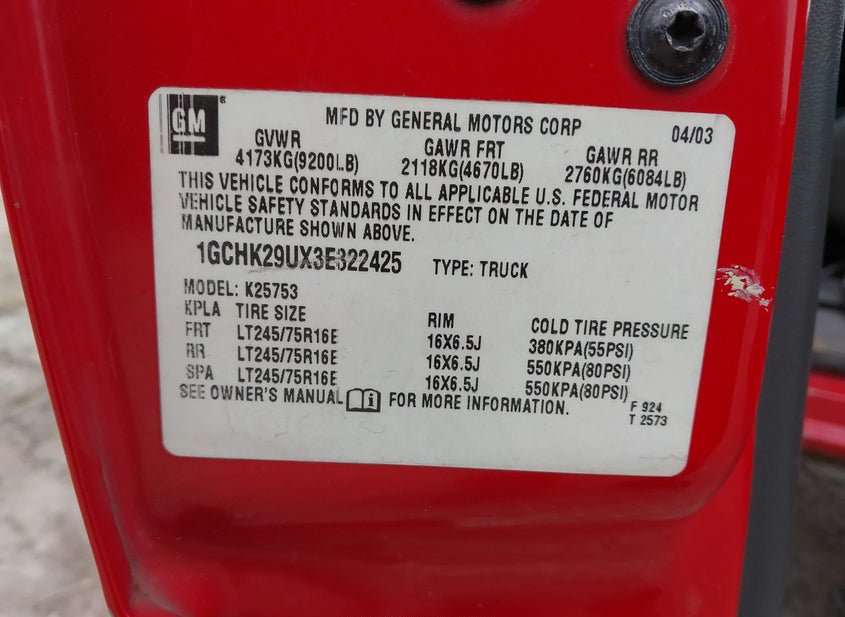 GM ®
MFD BY GENERAL MOTORS CORP 04/03
GVWR GAWR FRT GAWR RR
4173KG(9200LB) 2118KG(4670LB) 2760KG(6084LB)
THIS VEHICLE CONFORMS TO ALL APPLICABLE U.S. FEDERAL MOTOR
VEHICLE SAFETY STANDARDS IN EFFECT ON THE DATE OF
MANUFACTURE SHOWN ABOVE.
1GCHK29UX3E322425 TYPE: TRUCK
MODEL: K25753
KPLA TIRE SIZE RIM COLD TIRE PRESSURE
FRT LT245/75R16E 16X6.5J 380KPA(55PSI)
RR LT245/75R16E 16X6.5J 550KPA(80PSI)
SPA LT245/75R16E 16X6.5J 550KPA(80PSI)
SEE OWNER'S MANUAL i FOR MORE INFORMATION.
F 924
T 2573